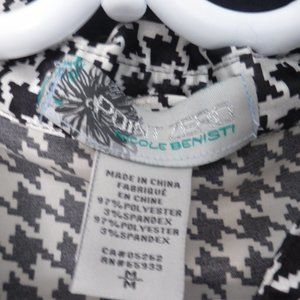 POINT ZERO
NICOLE BENISTI
MADE IN CHINA
FABRIQUÉ
EN CHINE
97%POLYESTER
3%SPANDEX
97%POLYESTER
3%SPANDEX
CA#05262
RN#65933
M
M